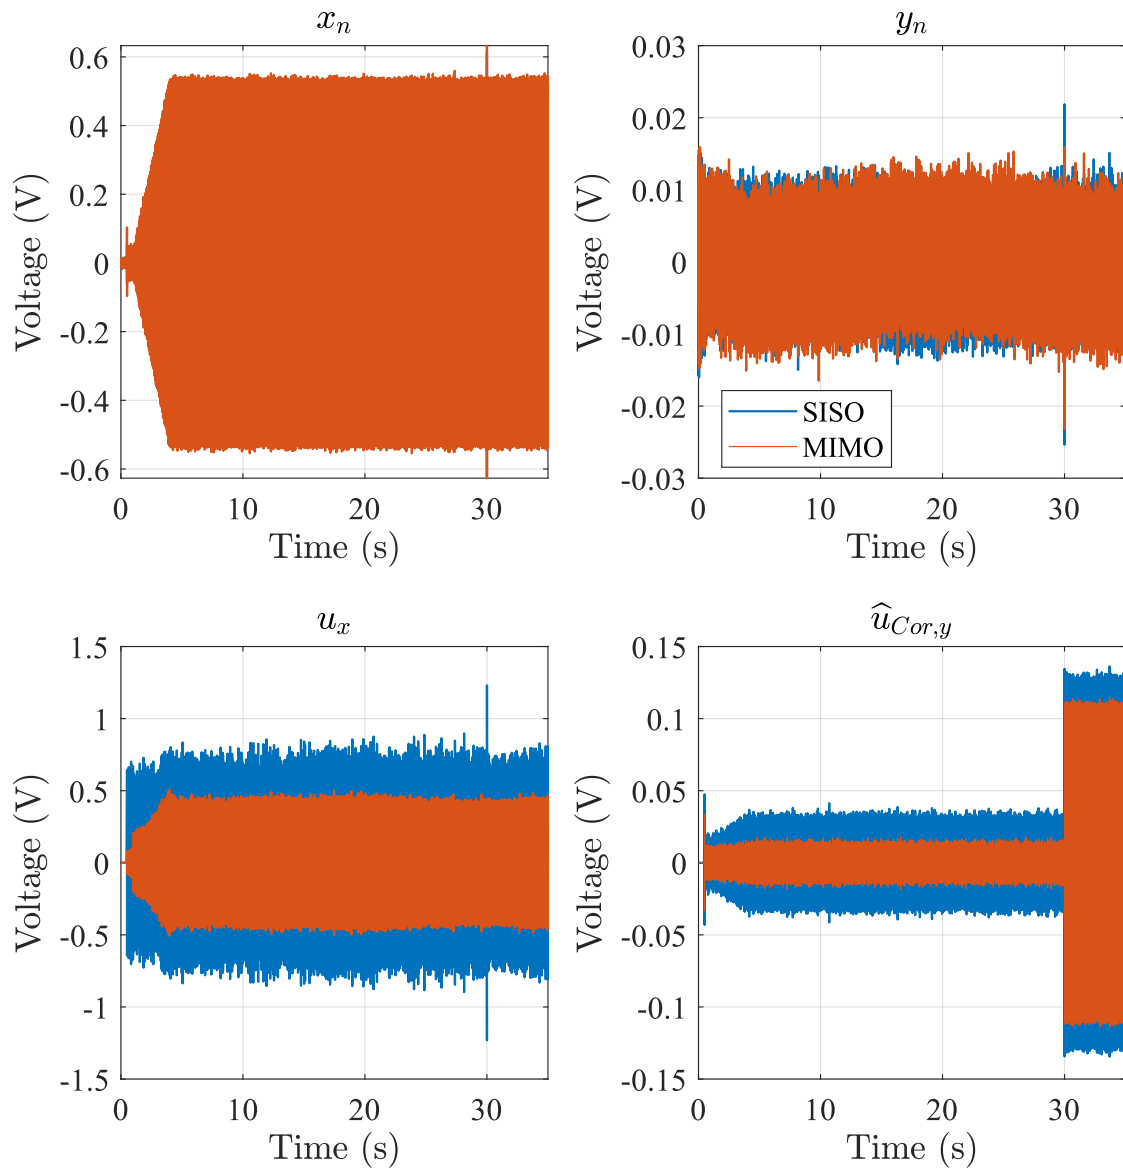 x_n
0.6
0.4
0.2
0
-0.2
-0.4
-0.6
Voltage (V)
0 10 20 30
Time (s)
y_n
0.03
0.02
0.01
0
-0.01
-0.02
-0.03
Voltage (V)
SISO
MIMO
0 10 20 30
Time (s)
u_x
1.5
1
0.5
0
-0.5
-1
-1.5
Voltage (V)
0 10 20 30
Time (s)
û_{Cor,y}
0.15
0.1
0.05
0
-0.05
-0.1
-0.15
Voltage (V)
0 10 20 30
Time (s)